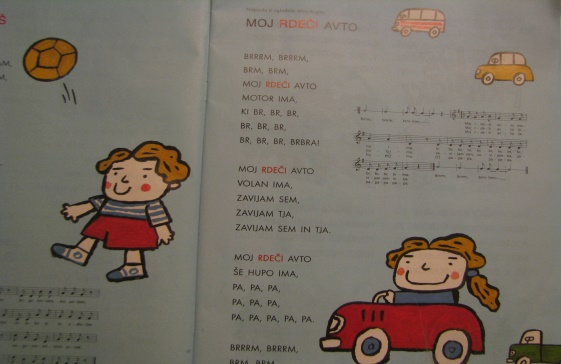 Š
MOJ RDEČI AVTO
BRRRM, BRRRM,
BRM, BRM,
MOJ RDEČI AVTO
MOTOR IMA,
KI BR, BR, BR,
BR, BR, BR,
BR, BR, BR, BRBRA!
MOJ RDEČI AVTO
VOLAN IMA,
ZAVIJAM SEM,
ZAVIJAM TJA,
ZAVIJAM SEM IN TJA.
MOJ RDEČI AVTO
ŠE HUPO IMA,
PA, PA, PA,
PA, PA, PA,
PA, PA, PA, PA, PA.
BRRRM, BRRRM,
BRM, BRM,